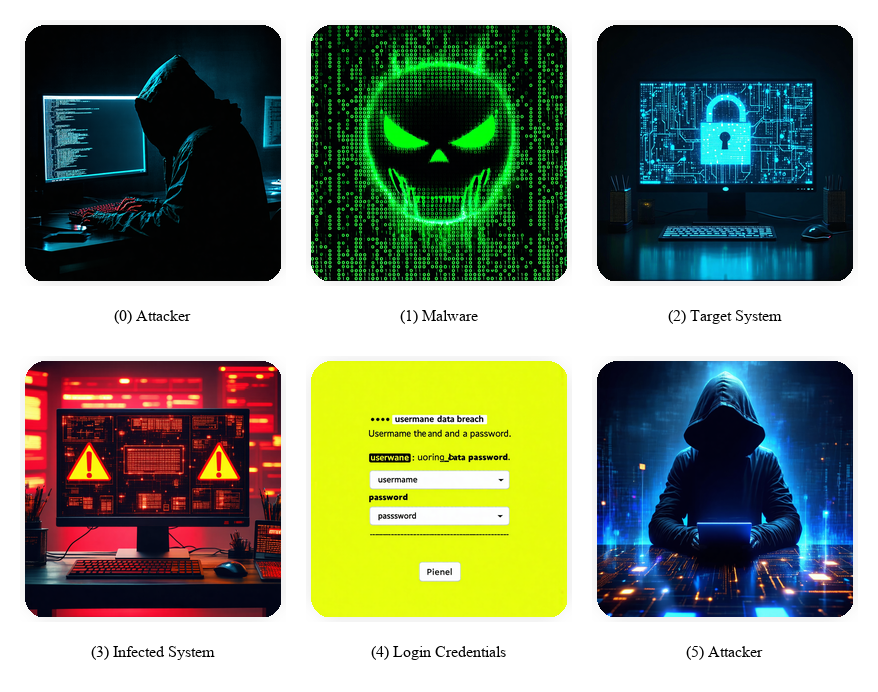 (0) Attacker
(1) Malware
(2) Target System
•••• usermane data breach
Username the and and a password.
userwane : uoring_bata password.
usermame
password
passsword
Pienel
(3) Infected System
(4) Login Credentials
(5) Attacker